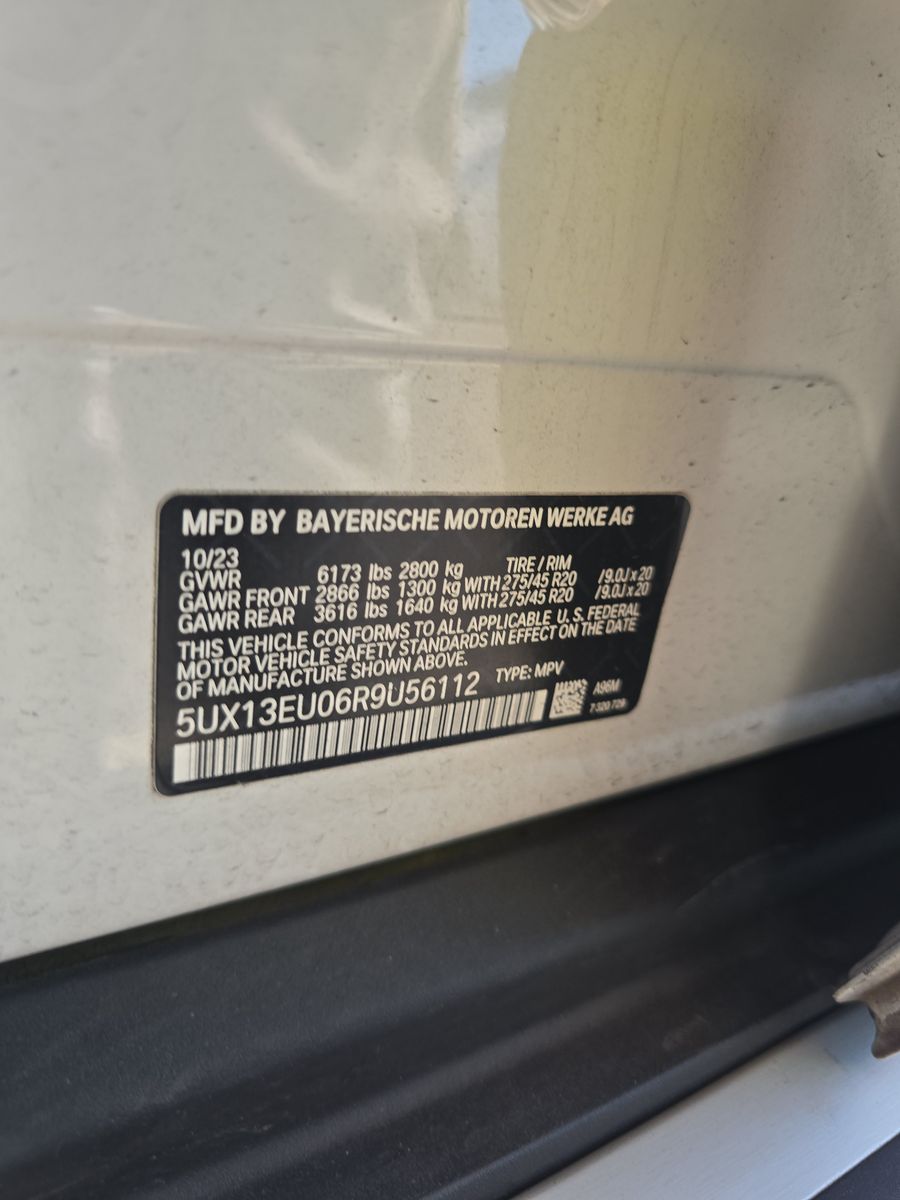 MFD BY BAYERISCHE MOTOREN WERKE AG
10/23 TIRE / RIM
GVWR 6173 lbs 2800 kg
GAWR FRONT 2866 lbs 1300 kg WITH 275/45 R20 /9.0J x 20
GAWR REAR 3616 lbs 1640 kg WITH 275/45 R20 /9.0J x 20
THIS VEHICLE CONFORMS TO ALL APPLICABLE U.S. FEDERAL
MOTOR VEHICLE SAFETY STANDARDS IN EFFECT ON THE DATE
OF MANUFACTURE SHOWN ABOVE.
TYPE: MPV
5UX13EU06R9U56112
A96M
7 320 729